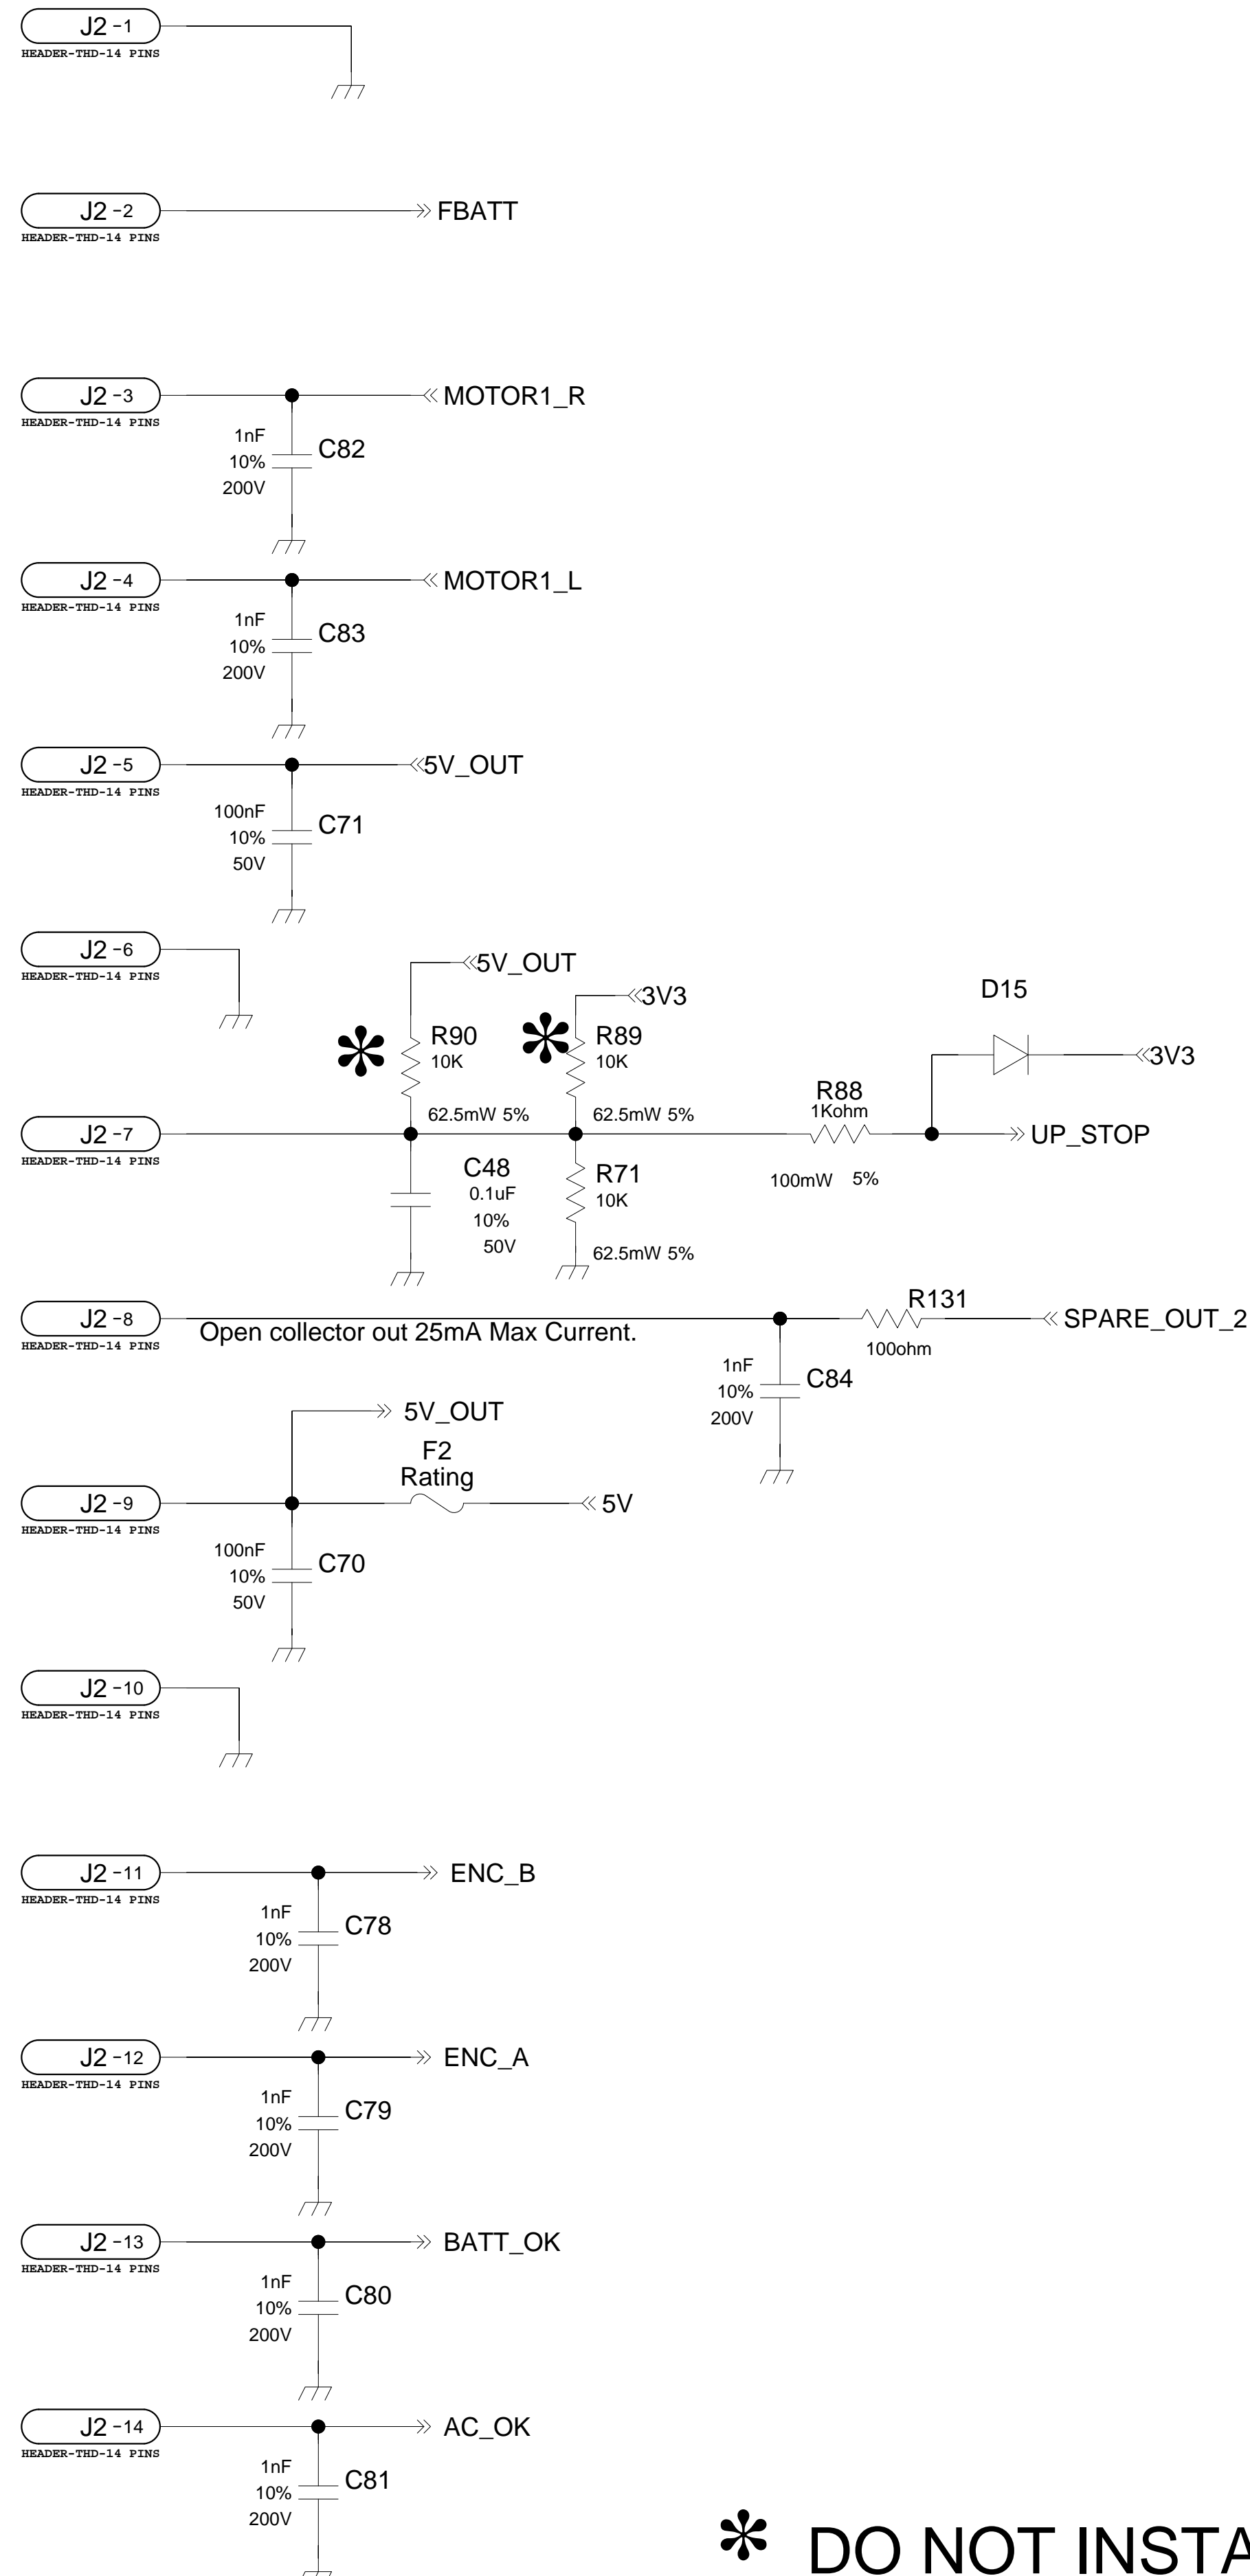 J2 -1
HEADER-THD-14 PINS
J2 -2
HEADER-THD-14 PINS
FBATT
J2 -3
HEADER-THD-14 PINS
MOTOR1_R
1nF
10%
200V
C82
J2 -4
HEADER-THD-14 PINS
MOTOR1_L
1nF
10%
200V
C83
J2 -5
HEADER-THD-14 PINS
5V_OUT
100nF
10%
50V
C71
J2 -6
HEADER-THD-14 PINS
5V_OUT
3V3
D15
* R90
10K
* R89
10K
3V3
62.5mW 5%
62.5mW 5%
R88
1Kohm
J2 -7
HEADER-THD-14 PINS
UP_STOP
C48
0.1uF
10%
50V
R71
10K
62.5mW 5%
100mW 5%
J2 -8
HEADER-THD-14 PINS
Open collector out 25mA Max Current.
R131
100ohm
SPARE_OUT_2
1nF
10%
200V
C84
5V_OUT
F2
Rating
J2 -9
HEADER-THD-14 PINS
5V
100nF
10%
50V
C70
J2 -10
HEADER-THD-14 PINS
J2 -11
HEADER-THD-14 PINS
ENC_B
1nF
10%
200V
C78
J2 -12
HEADER-THD-14 PINS
ENC_A
1nF
10%
200V
C79
J2 -13
HEADER-THD-14 PINS
BATT_OK
1nF
10%
200V
C80
J2 -14
HEADER-THD-14 PINS
AC_OK
1nF
10%
200V
C81
* DO NOT INSTA